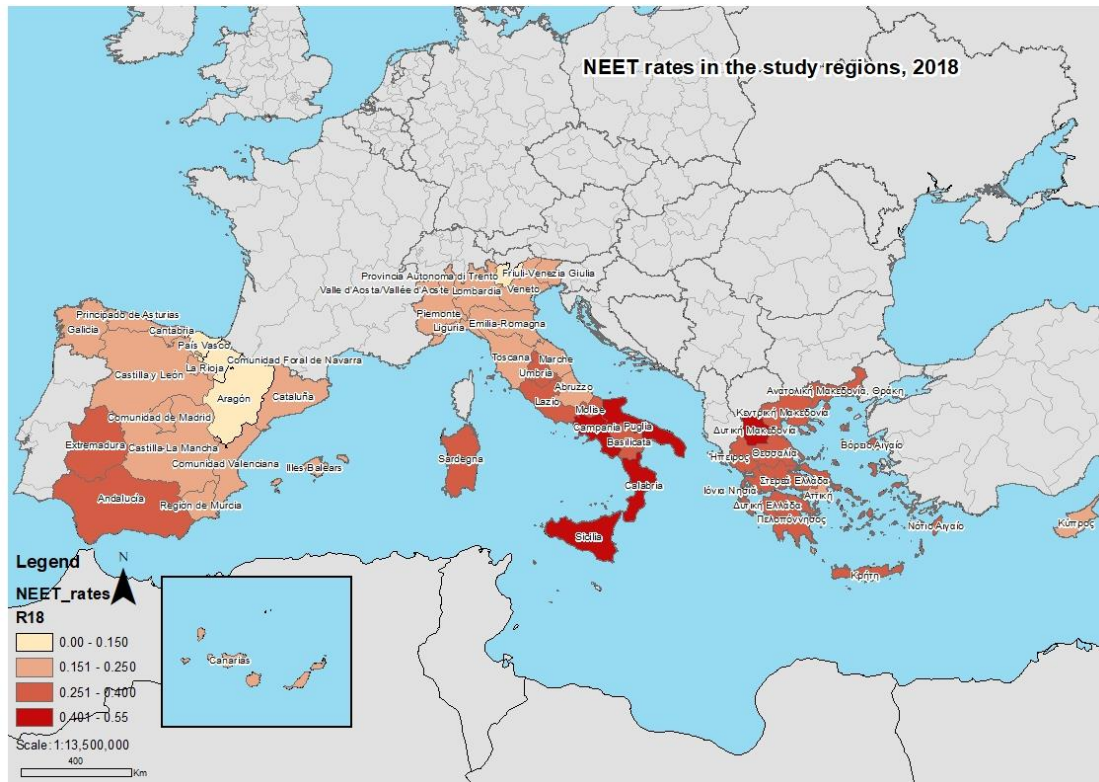 NEET rates in the study regions, 2018
Provincia Autonoma di Trento
Friuli-Venezia Giulia
Valle d'Aosta/Vallée d'Aoste
Lombardia
Veneto
Piemonte
Liguria
Emilia-Romagna
Principado de Asturias
Galicia
Cantabria
País Vasco
La Rioja
Comunidad Foral de Navarra
Castilla y León
Aragón
Cataluña
Toscana
Marche
Umbria
Abruzzo
Lazio
Molise
Campania
Puglia
Basilicata
Comunidad de Madrid
Extremadura
Castilla-La Mancha
Comunidad Valenciana
Illes Balears
Sardegna
Calabria
Andalucía
Región de Murcia
Sicilia
Ανατολική Μακεδονία, Θράκη
Κεντρική Μακεδονία
Δυτική Μακεδονία
Ήπειρος
Θεσσαλία
Βόρειο Αιγαίο
Ιόνια Νησιά
Στερεά Ελλάδα
Δυτική Ελλάδα
Αττική
Πελοπόννησος
Νότιο Αιγαίο
Κρήτη
Κύπρος
Legend
N
NEET_rates
R18
0.00 - 0.150
0.151 - 0.250
0.251 - 0.400
0.401 - 0.55
Scale: 1:13,500,000
400
Km
Canarias